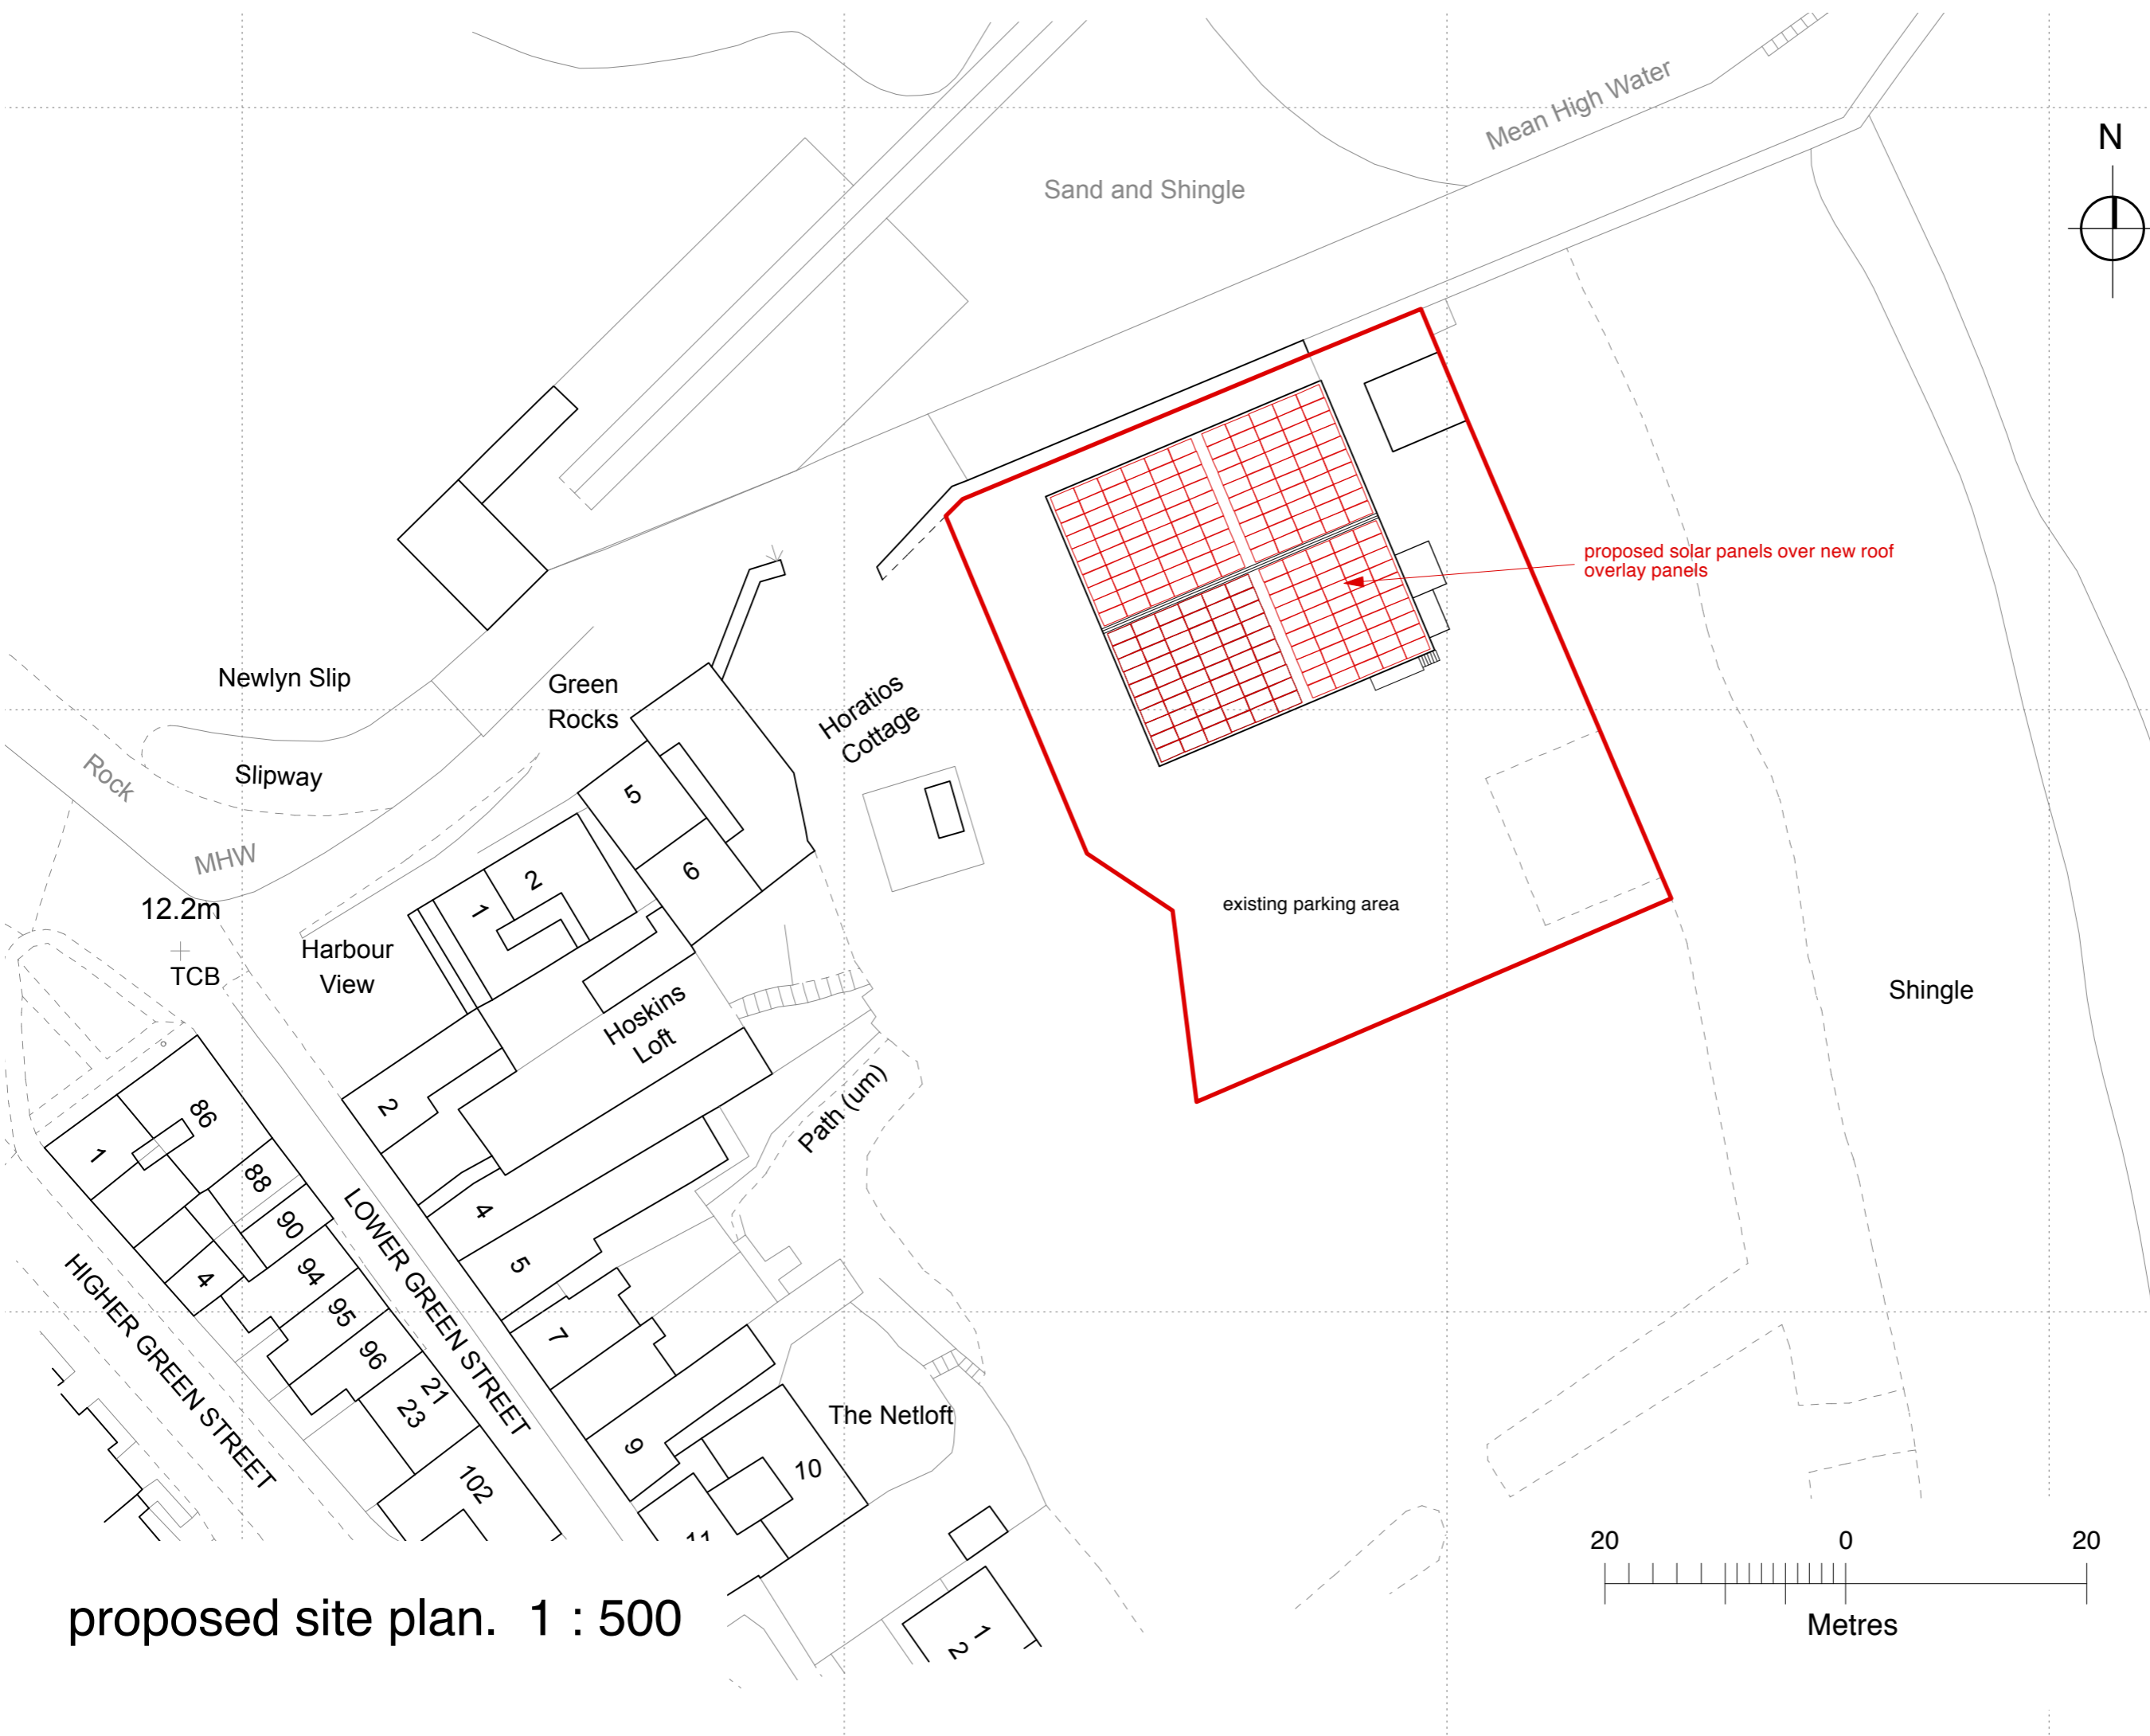 Mean High Water
N
Sand and Shingle
proposed solar panels over new roof
overlay panels
Newlyn Slip
Green
Rocks
Horatios
Cottage
Rock
Slipway
5
MHW
2
6
1
12.2m
existing parking area
TCB
Harbour
View
Shingle
Hoskins
Loft
2
86
Path (um)
1
88
4
90
LOWER GREEN STREET
5
94
4
HIGHER GREEN STREET
95
7
96
21
23
The Netloft
9
10
102
11
20
0
20
Metres
proposed site plan. 1 : 500
1
2